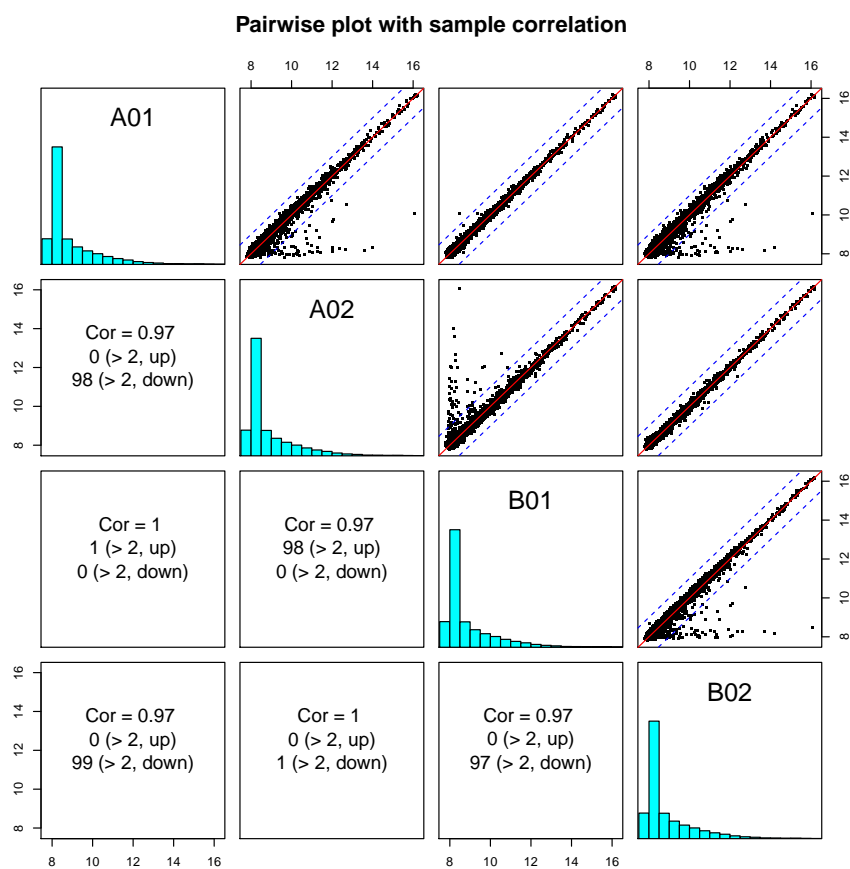 Pairwise plot with sample correlation
8 10 12 14 16
8 10 12 14 16
A01
8 10 12 14 16
8 10 12 14 16
Cor = 0.97
0 (> 2, up)
98 (> 2, down)
A02
Cor = 1
1 (> 2, up)
0 (> 2, down)
Cor = 0.97
98 (> 2, up)
0 (> 2, down)
B01
8 10 12 14 16
8 10 12 14 16
Cor = 0.97
0 (> 2, up)
99 (> 2, down)
Cor = 1
0 (> 2, up)
1 (> 2, down)
Cor = 0.97
0 (> 2, up)
97 (> 2, down)
B02
8 10 12 14 16
8 10 12 14 16